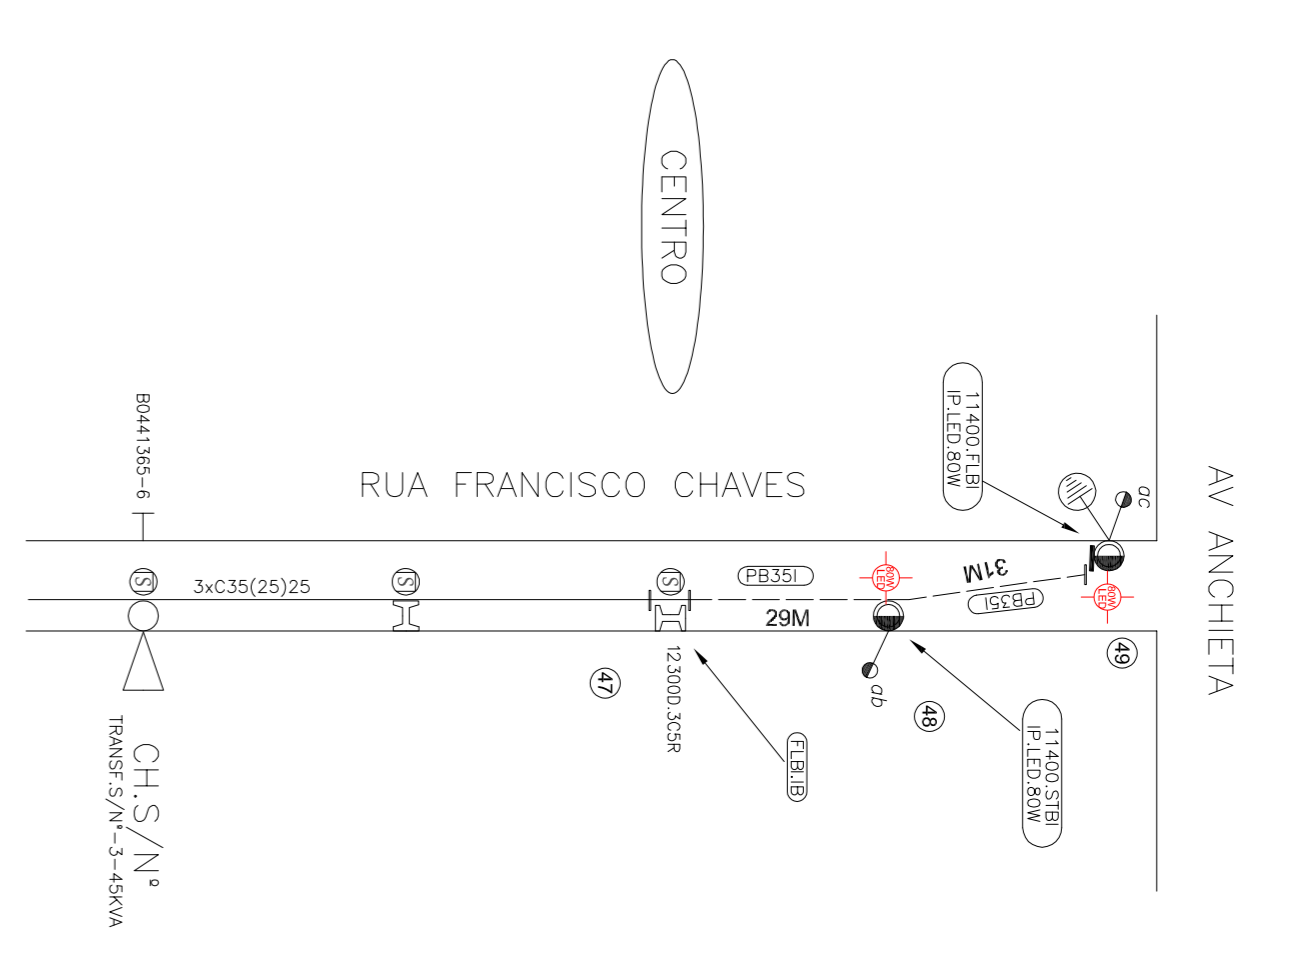 CENTRO
RUA FRANCISCO CHAVES
AV ANCHIETA
B0441365-6
11400.FLBI
IP.LED.80W
ac
S
3xC35(25)25
S
S
PB35I
29M
80W
LED
31M
PB35I
80W
LED
49
47
12300D.3C5R
ab
48
FLBI.IB
11400.STBI
IP.LED.80W
CH.S/Nº
TRANSF.S/Nº-3-45KVA